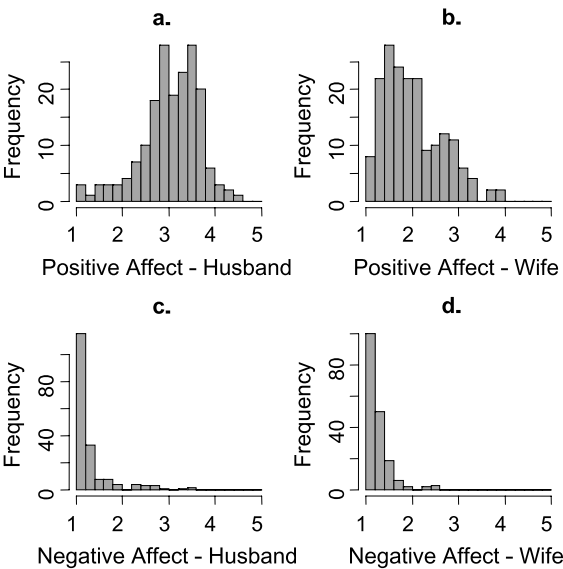 a.
Frequency
0 10 20
1 2 3 4 5
Positive Affect - Husband
b.
Frequency
0 10 20
1 2 3 4 5
Positive Affect - Wife
c.
Frequency
0 40 80
1 2 3 4 5
Negative Affect - Husband
d.
Frequency
0 40 80
1 2 3 4 5
Negative Affect - Wife